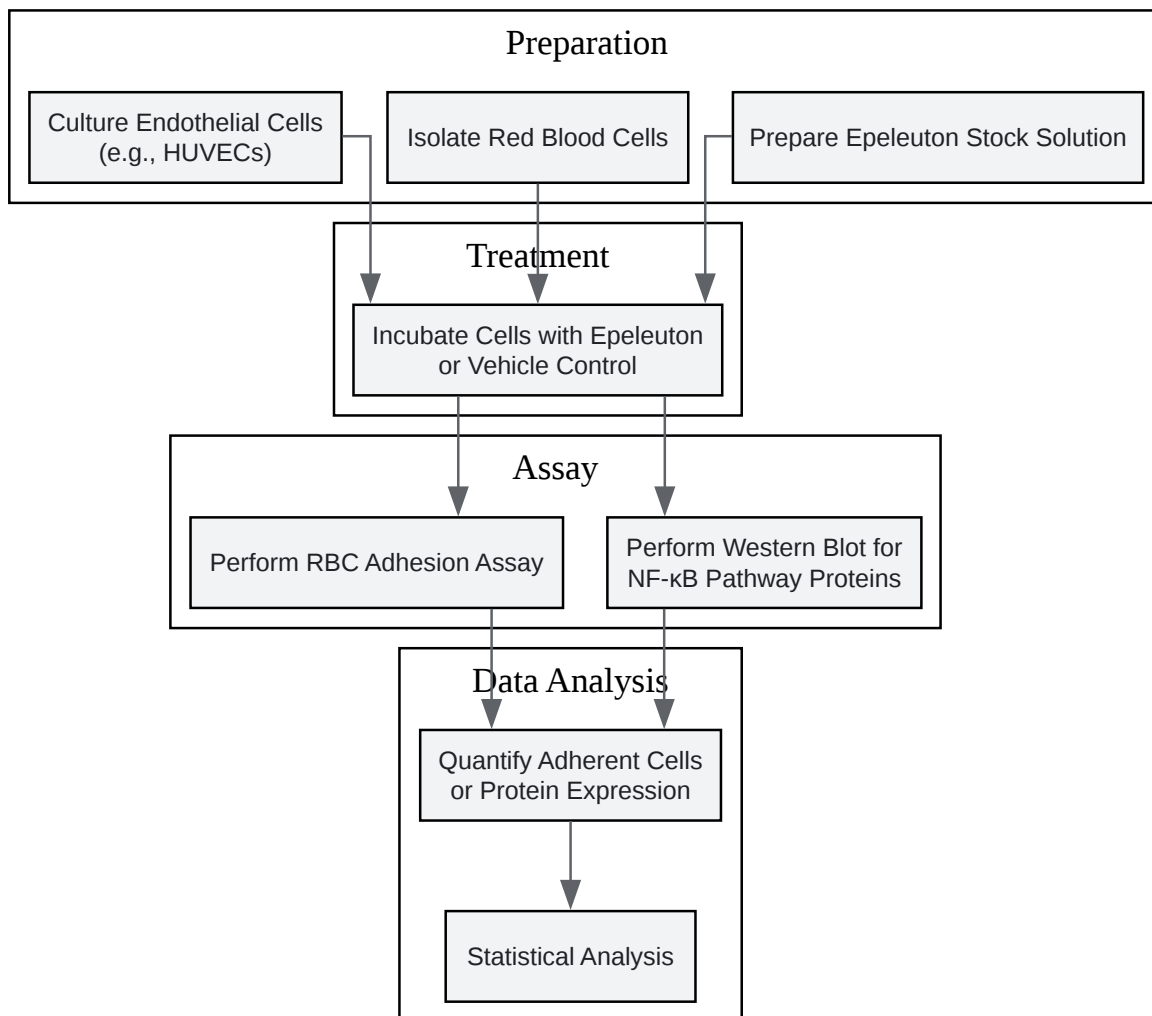 Preparation
Culture Endothelial Cells
(e.g., HUVECs)
Isolate Red Blood Cells
Prepare Epeleuton Stock Solution
Treatment
Incubate Cells with Epeleuton
or Vehicle Control
Assay
Perform RBC Adhesion Assay
Perform Western Blot for
NF-κB Pathway Proteins
Data Analysis
Quantify Adherent Cells
or Protein Expression
Statistical Analysis